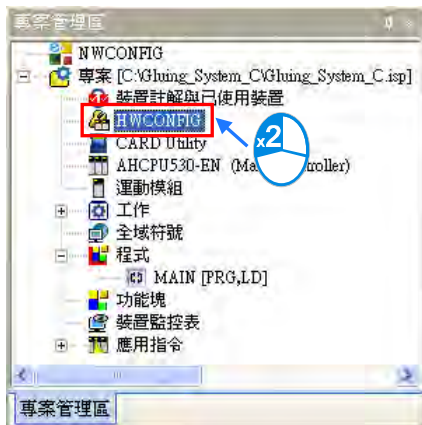 專案管理區
NWCONFIG
專案 [C:\Gluing_System_C\Gluing_System_C.isp]
裝置註解與已使用裝置
HWCONFIG
x2
CARD Utility
AHCPU530-EN (Ma roller)
運動模組
工作
全域符號
程式
MAIN [PRG,LD]
功能塊
裝置監控表
應用指令
專案管理區